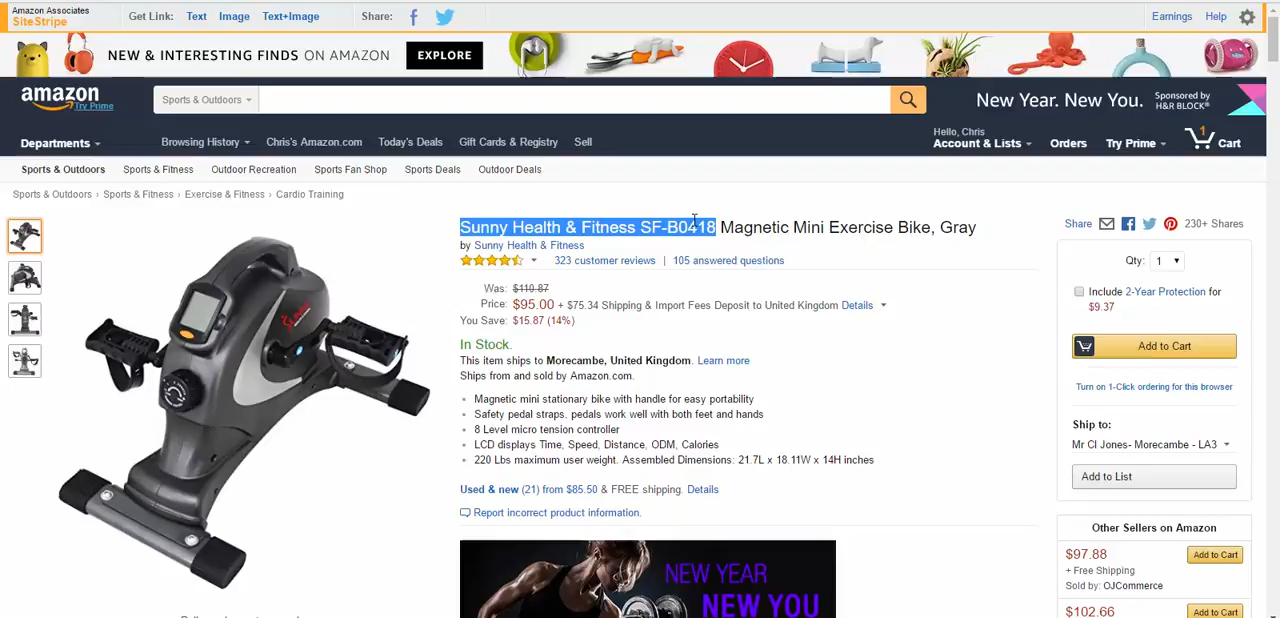 Amazon Associates
SiteStripe
Get Link: Text Image Text+Image Share:
Earnings Help
NEW & INTERESTING FINDS ON AMAZON EXPLORE
amazon
Try Prime
Sports & Outdoors
New Year. New You. Sponsored by
H&R BLOCK®
Departments
Browsing History Chris's Amazon.com Today's Deals Gift Cards & Registry Sell
Hello, Chris
Account & Lists Orders Try Prime 1 Cart
Sports & Outdoors Sports & Fitness Outdoor Recreation Sports Fan Shop Sports Deals Outdoor Deals
Sports & Outdoors › Sports & Fitness › Exercise & Fitness › Cardio Training
Sunny Health & Fitness SF-B0418 Magnetic Mini Exercise Bike, Gray
by Sunny Health & Fitness
323 customer reviews | 105 answered questions
Was: $110.87
Price: $95.00 + $75.34 Shipping & Import Fees Deposit to United Kingdom Details
You Save: $15.87 (14%)
In Stock.
This item ships to Morecambe, United Kingdom. Learn more
Ships from and sold by Amazon.com.
Magnetic mini stationary bike with handle for easy portability
Safety pedal straps, pedals work well with both feet and hands
8 Level micro tension controller
LCD displays Time, Speed, Distance, ODM, Calories
220 Lbs maximum user weight. Assembled Dimensions: 21.7L x 18.11W x 14H inches
Used & new (21) from $85.50 & FREE shipping. Details
Report incorrect product information.
NEW YEAR
NEW YOU
Share 230+ Shares
Qty: 1
Include 2-Year Protection for
$9.37
Add to Cart
Turn on 1-Click ordering for this browser
Ship to:
Mr CI Jones- Morecambe - LA3
Add to List
Other Sellers on Amazon
$97.88 Add to Cart
+ Free Shipping
Sold by: OJCommerce
$102.66 Add to Cart